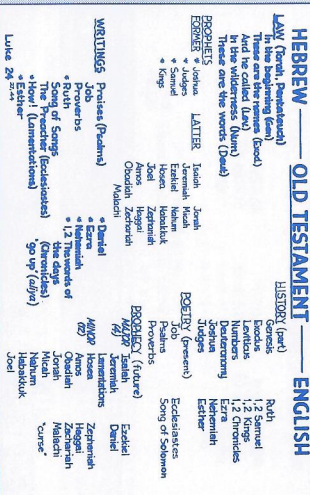 HEBREW — OLD TESTAMENT — ENGLISH
LAW (Torah, Pentateuch)
In the beginning (Gen)
These are the names (Exod)
And he called (Lev)
In the wilderness (Num)
These are the words (Deut)
PROPHETS
FORMER
* Joshua
* Judges
* Samuel
* Kings
LATTER
Isaiah Jonah
Jeremiah Micah
Ezekiel Nahum
Hosea Habakkuk
Joel Zephaniah
Amos Haggai
Obadiah Zechariah
Malachi
WRITINGS
Praises (Psalms)
Job
Proverbs
* Ruth
Song of Songs
The Preacher (Ecclesiastes)
* How! (Lamentations)
* Esther
* Daniel
* Ezra
* Nehemiah
* 1,2 The words of
the days
(Chronicles)
'go up' (aliya)
Luke 24 27,44
HISTORY (part)
Genesis Ruth
Exodus 1,2 Samuel
Leviticus 1,2 Kings
Numbers 1,2 Chronicles
Deuteronomy Ezra
Joshua Nehemiah
Judges Esther
POETRY (present)
Job Ecclesiastes
Psalms Song of Solomon
Proverbs
PROPHECY (future)
MAJOR Isaiah Ezekiel
(4) Jeremiah Daniel
Lamentations
MINOR Hosea Zephaniah
(12) Amos Haggai
Obadiah Zechariah
Jonah Malachi
Micah "curse"
Nahum
Habakkuk
Joel